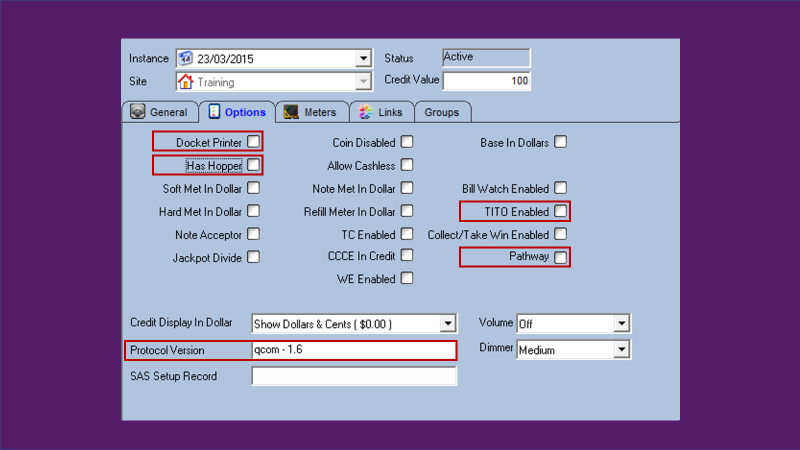 Instance 23/03/2015 Status Active
Site Training Credit Value 100
General Options Meters Links Groups
Docket Printer Coin Disabled Base In Dollars
Has Hopper Allow Cashless
Soft Met In Dollar Note Met In Dollar Bill Watch Enabled
Hard Met In Dollar Refill Meter In Dollar TITO Enabled
Note Acceptor TC Enabled Collect/Take Win Enabled
Jackpot Divide CCCE In Credit Pathway
WE Enabled
Credit Display In Dollar Show Dollars & Cents ( $0.00 ) Volume Off
Protocol Version qcom - 1.6 Dimmer Medium
SAS Setup Record